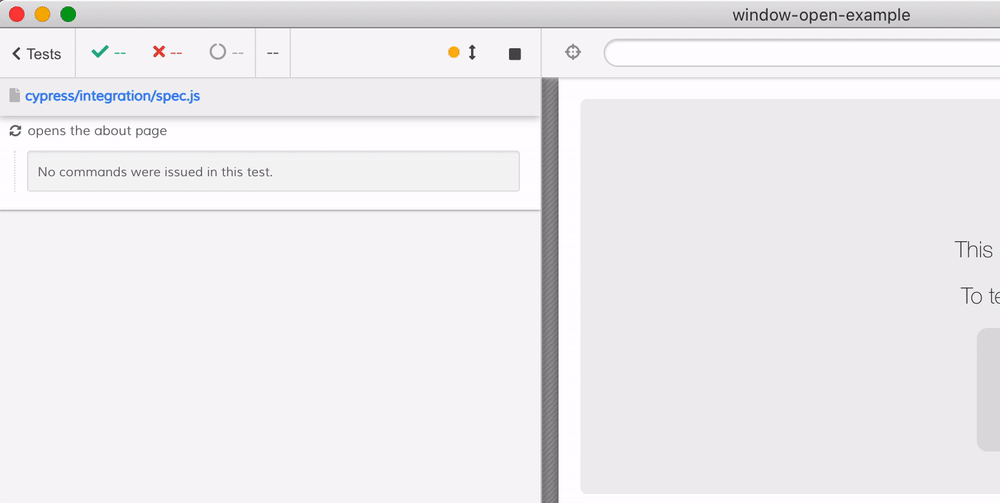 window-open-example
Tests -- -- -- --
cypress/integration/spec.js
opens the about page
No commands were issued in this test.
This
To te